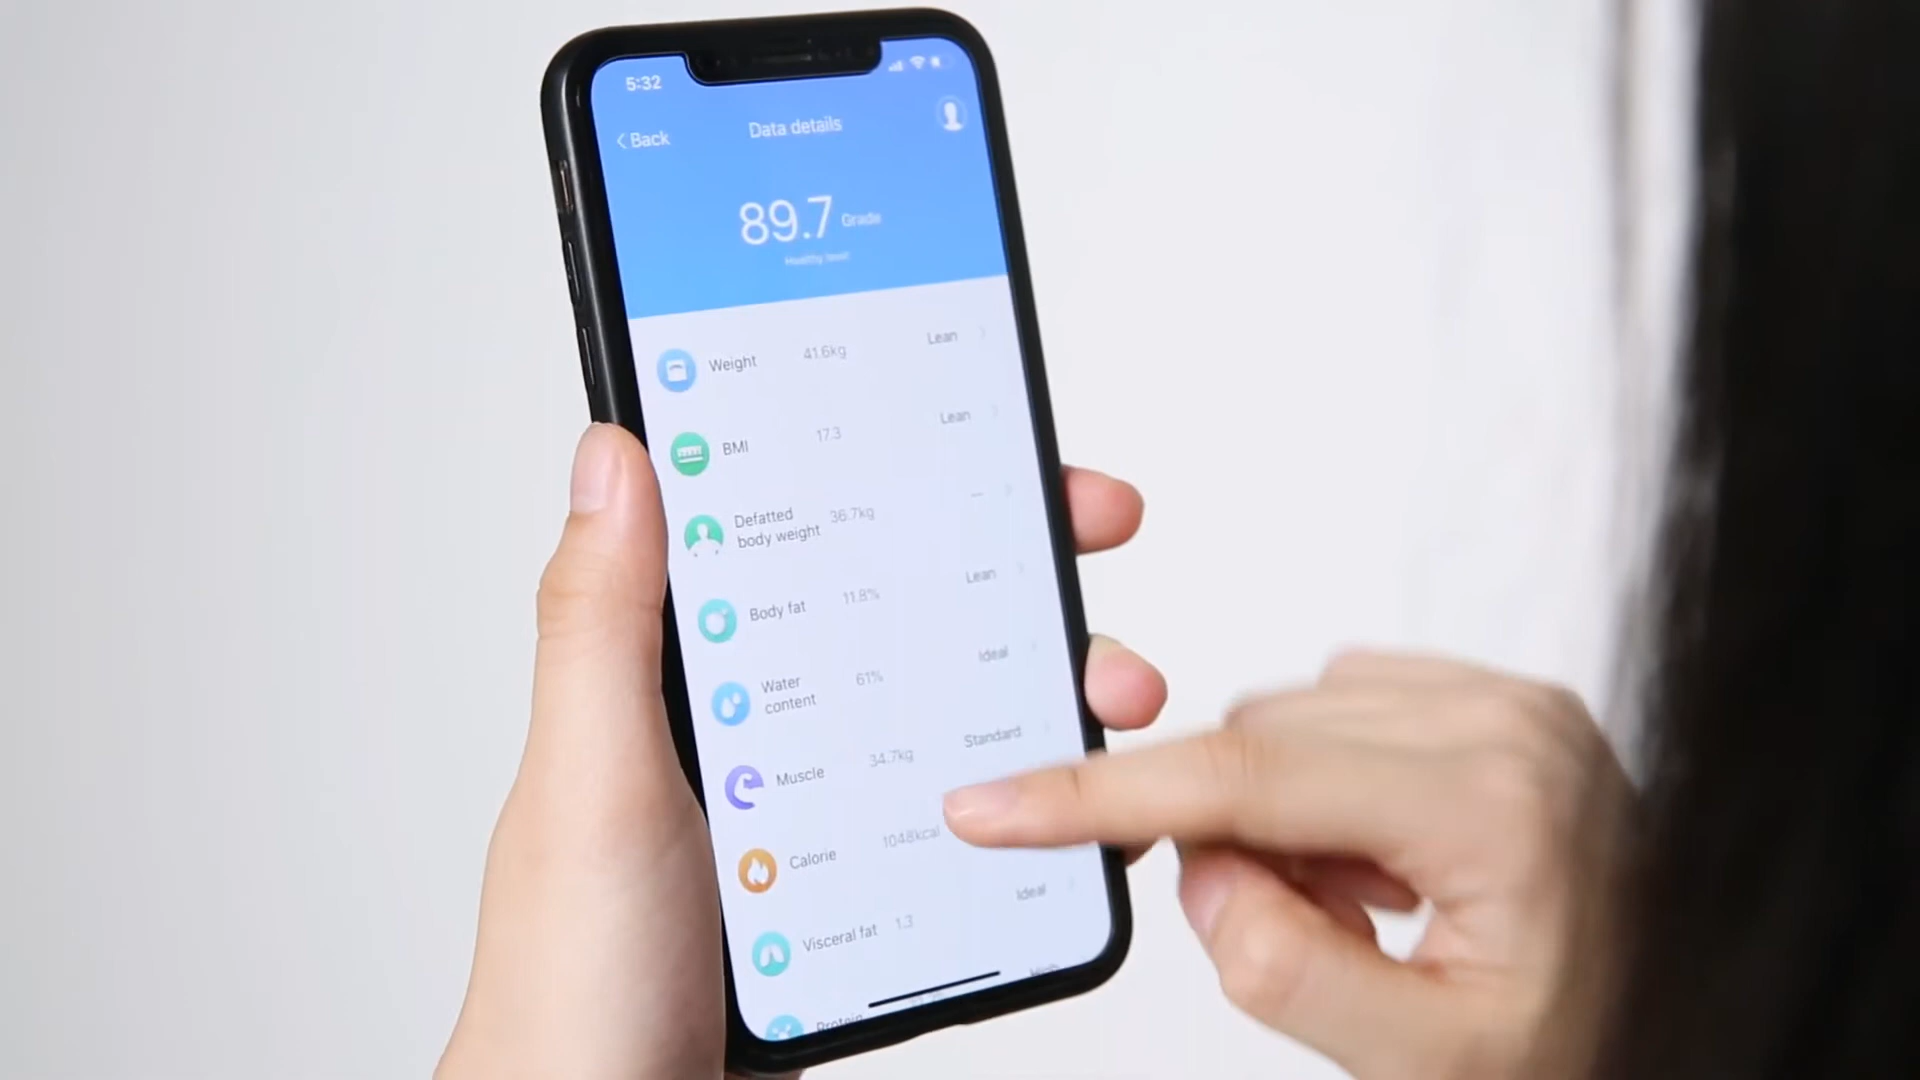 5:32
Back
Data details
89.7 Grade
Healthy level
Weight 41.6kg Lean
BMI 17.3 Lean
Defatted
body weight 36.7kg --
Body fat 11.8% Lean
Water
content 61% Ideal
Muscle 34.7kg Standard
Calorie 1048kcal
Visceral fat 1.3 Ideal
Protein High